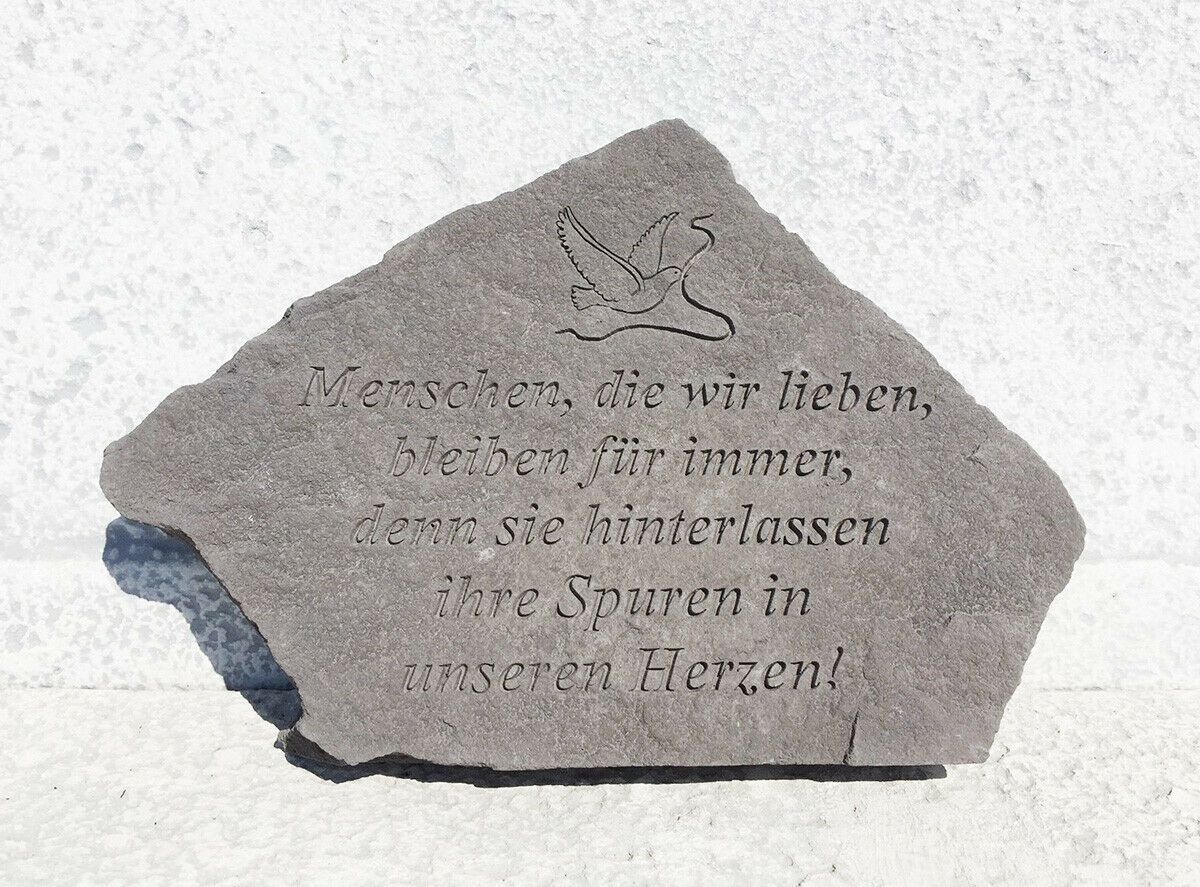 Menschen, die wir lieben,
bleiben für immer,
denn sie hinterlassen
ihre Spuren in
unseren Herzen!